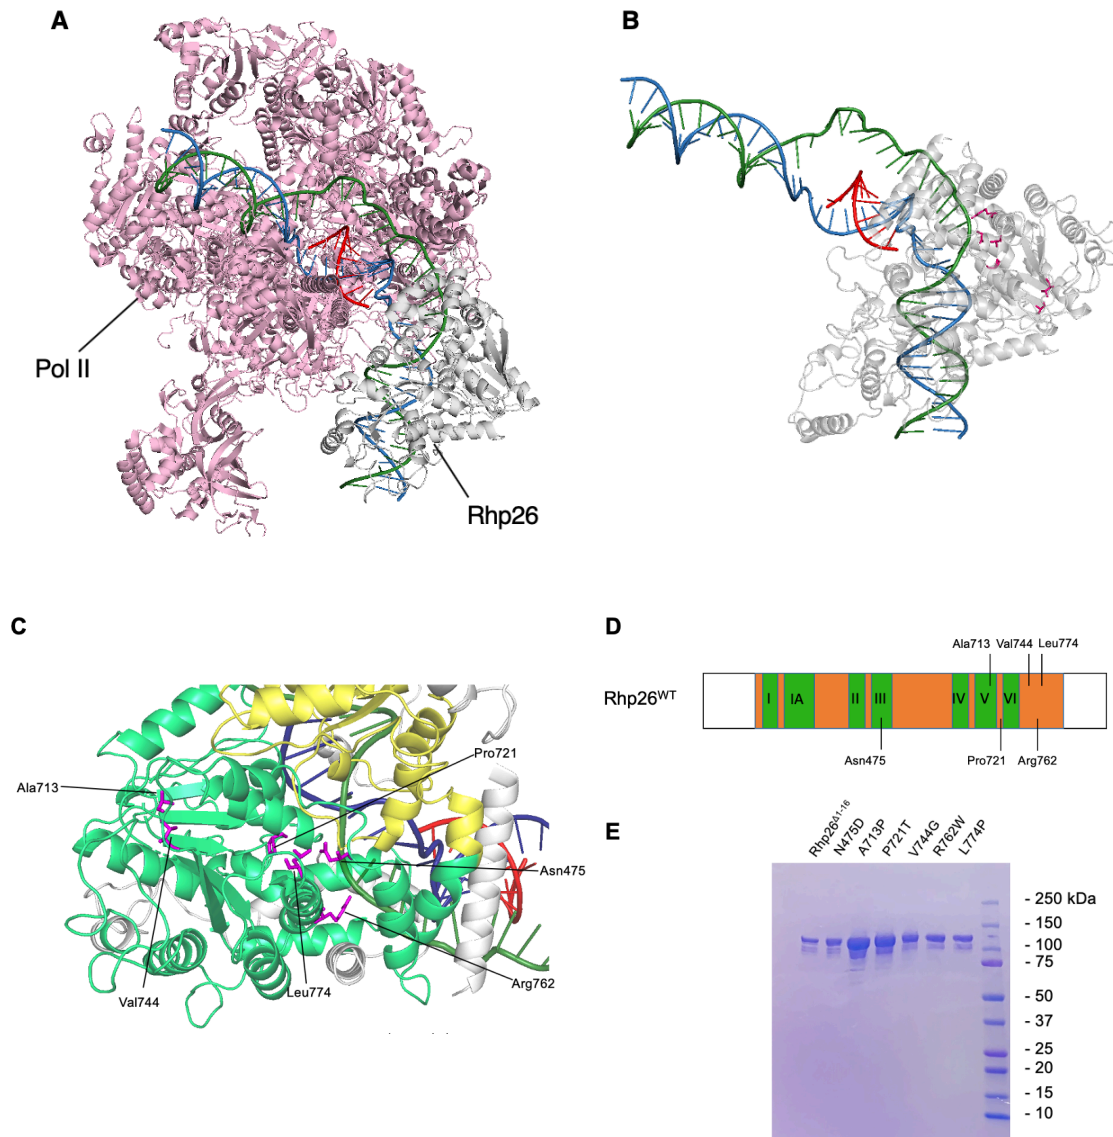 A
B
Pol II
Rhp26
C
Pro721
Ala713
Asn475
Val744
Leu774
Arg762
D
Ala713 Val744 Leu774
Rhp26WT
I IA II III IV V VI
Asn475 Pro721 Arg762
E
Rhp26Δ1-16
N475D
A713P
P721T
V744G
R762W
L774P
- 250 kDa
- 150
- 100
- 75
- 50
- 37
- 25
- 20
- 15
- 10